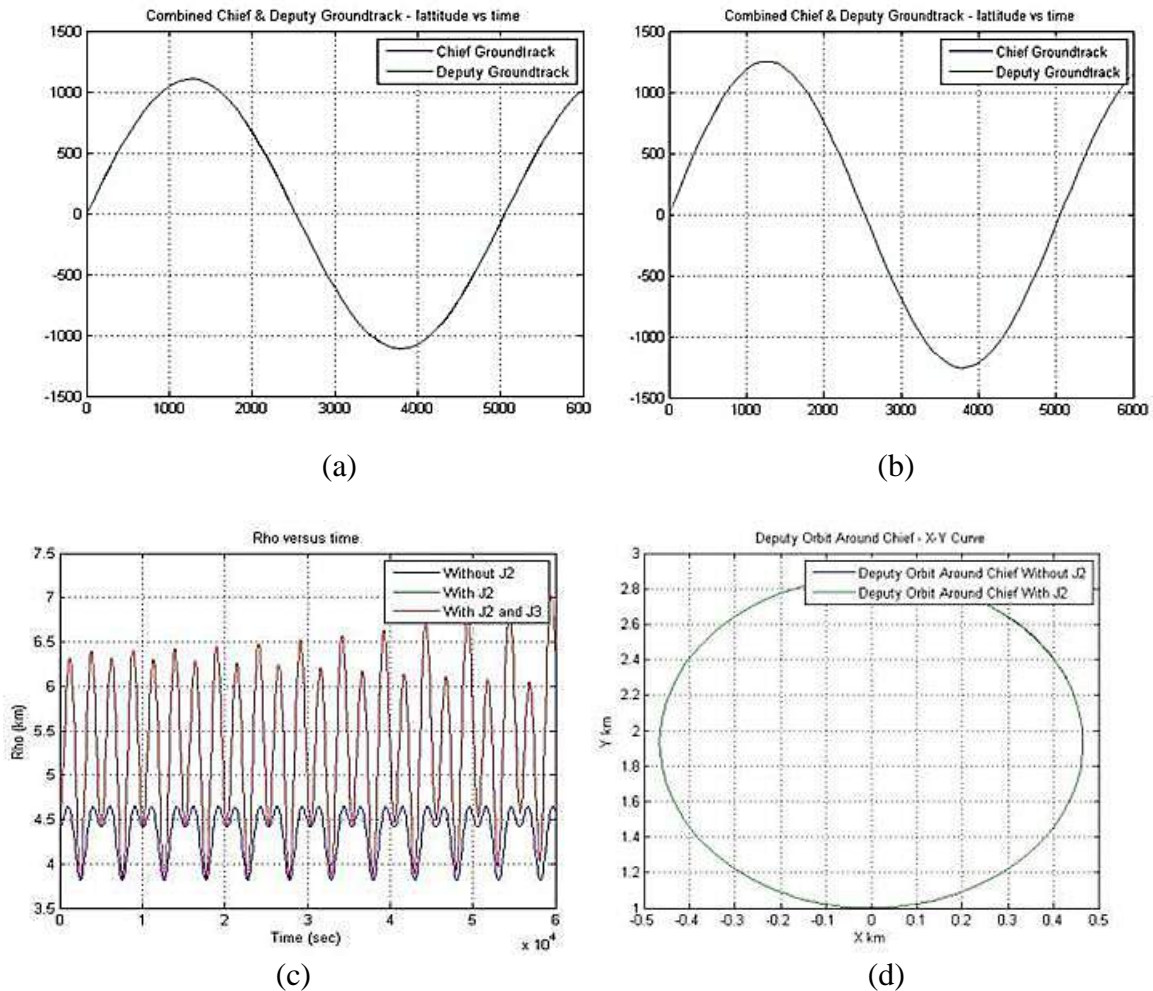 Combined Chief & Deputy Groundtrack - lattitude vs time
1500
1000
500
0
-500
-1000
-1500
Chief Groundtrack
Deputy Groundtrack
0 1000 2000 3000 4000 5000 600
(a)
Combined Chief & Deputy Groundtrack - lattitude vs time
1500
1000
500
0
-500
-1000
-1500
Chief Groundtrack
Deputy Groundtrack
0 1000 2000 3000 4000 5000 6000
(b)
Rho versus time
7.5
7
6.5
6
5.5
5
4.5
4
3.5
Rho (km)
Without J2
With J2
With J2 and J3
0 1 2 3 4 5 6
Time (sec)
x 10^4
(c)
Deputy Orbit Around Chief - X-Y Curve
3
2.8
2.6
2.4
2.2
2
1.8
1.6
1.4
1.2
1
Y km
Deputy Orbit Around Chief Without J2
Deputy Orbit Around Chief With J2
-0.5 -0.4 -0.3 -0.2 -0.1 0 0.1 0.2 0.3 0.4 0.5
X km
(d)